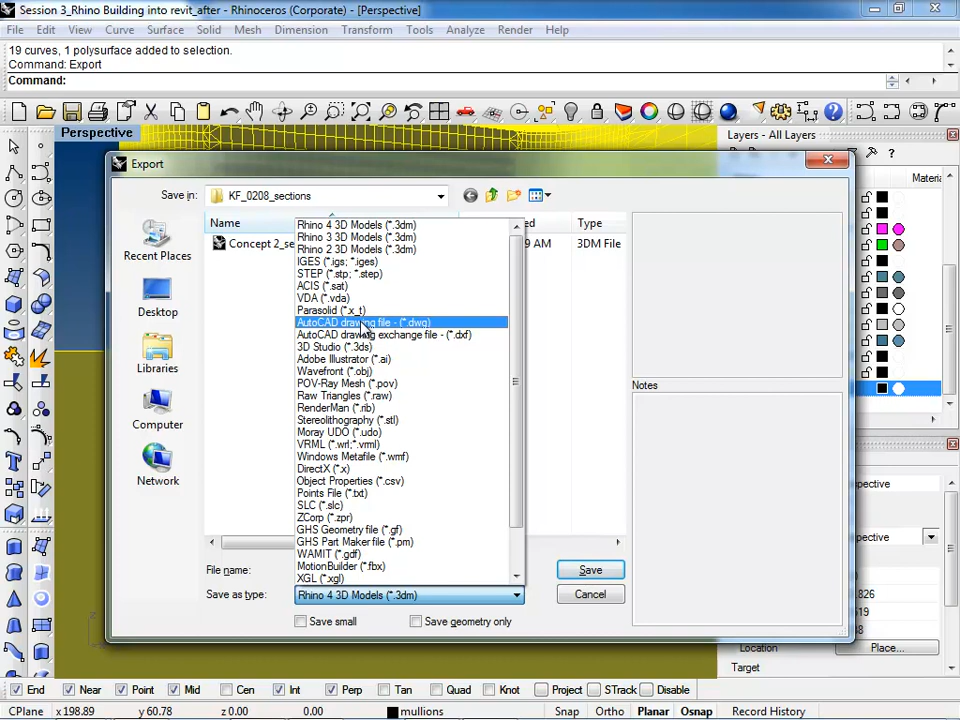 Session 3_Rhino Building into revit_after - Rhinoceros (Corporate) - [Perspective]
File Edit View Curve Surface Solid Mesh Dimension Transform Tools Analyze Render Help
19 curves, 1 polysurface added to selection.
Command: Export
Command:
Perspective
Layers - All Layers
Export
Materia
Save in: KF_0208_sections
Name
Type
Concept 2_se
9 AM 3DM File
Recent Places
Desktop
Libraries
Computer
Network
Rhino 4 3D Models (*.3dm)
Rhino 3 3D Models (*.3dm)
Rhino 2 3D Models (*.3dm)
IGES (*.igs; *.iges)
STEP (*.stp; *.step)
ACIS (*.sat)
VDA (*.vda)
Parasolid (*.x_t)
AutoCAD drawing file - (*.dwg)
AutoCAD drawing exchange file - (*.dxf)
3D Studio (*.3ds)
Adobe Illustrator (*.ai)
Wavefront (*.obj)
POV-Ray Mesh (*.pov)
Raw Triangles (*.raw)
RenderMan (*.rib)
Stereolithography (*.stl)
Moray UDO (*.udo)
VRML (*.wrl;*.vrml)
Windows Metafile (*.wmf)
DirectX (*.x)
Object Properties (*.csv)
Points File (*.txt)
SLC (*.slc)
ZCorp (*.zpr)
GHS Geometry file (*.gf)
GHS Part Maker file (*.pm)
WAMIT (*.gdf)
MotionBuilder (*.fbx)
XGL (*.xgl)
Notes
File name:
Save
Save as type: Rhino 4 3D Models (*.3dm)
Cancel
Save small Save geometry only
erspective
.826
Location Place...
Target
End Near Point Mid Cen Int Perp Tan Quad Knot Project STrack Disable
CPlane x 198.89 y 60.78 z 0.00 0.00 mullions Snap Ortho Planar Osnap Record History